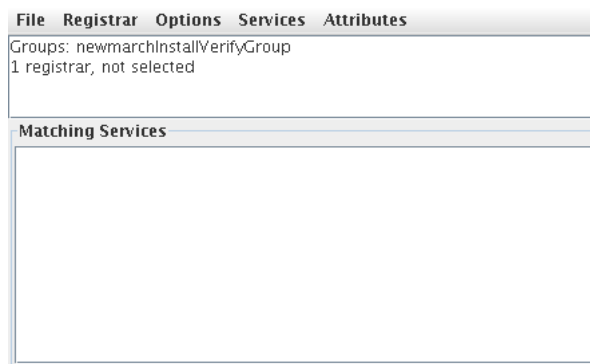 File Registrar Options Services Attributes
Groups: newmarchInstallVerifyGroup
1 registrar, not selected
Matching Services